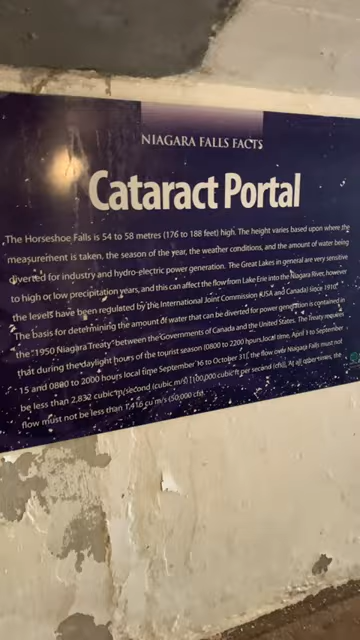 NIAGARA FALLS FACTS
Cataract Portal
The Horseshoe Falls is 54 to 58 metres (176 to 188 feet) high. The height varies based upon where the
measurement is taken, the season of the year, the weather conditions, and the amount of water being
diverted for industry and hydro-electric power generation. The Great Lakes in general are very sensitive
to high or low precipitation years, and this can affect the flow from Lake Erie into the Niagara River, however
the levels have been regulated by the International Joint Commission (USA and Canada) since 1910.
The basis for determining the amount of water that can be diverted for power generation is contained in
the "1950 Niagara Treaty" between the Governments of Canada and the United States. The Treaty requires
that during the daylight hours of the tourist season (0800 to 2200 hours local time, April 1 to September
15 and 0800 to 2000 hours local time September 16 to October 31), the flow over Niagara Falls must not
be less than 2,832 cubic m/second (cubic m/s) [100,000 cubic ft per second (cfs)]. At all other times, the
flow must not be less than 1,416 cu m/s (50,000 cfs).